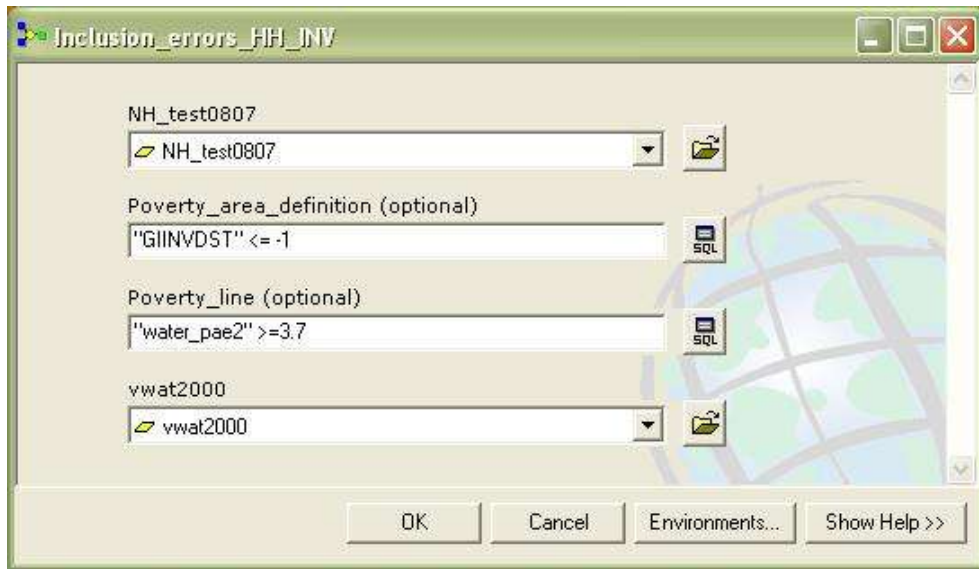 Inclusion_errors_HH_INV
NH_test0807
NH_test0807
Poverty_area_definition (optional)
"GIINVDST" <= -1
SQL
Poverty_line (optional)
"water_pae2" >=3.7
SQL
vwat2000
vwat2000
OK Cancel Environments... Show Help >>